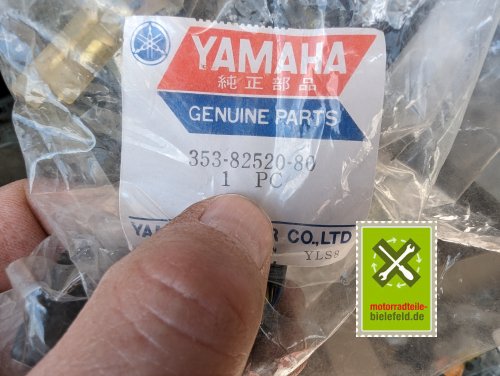 YAMAHA
純正部品
GENUINE PARTS
353-82520-80
1 PC
CO.,LTD
YLS8
motorradteile-
bielefeld.de